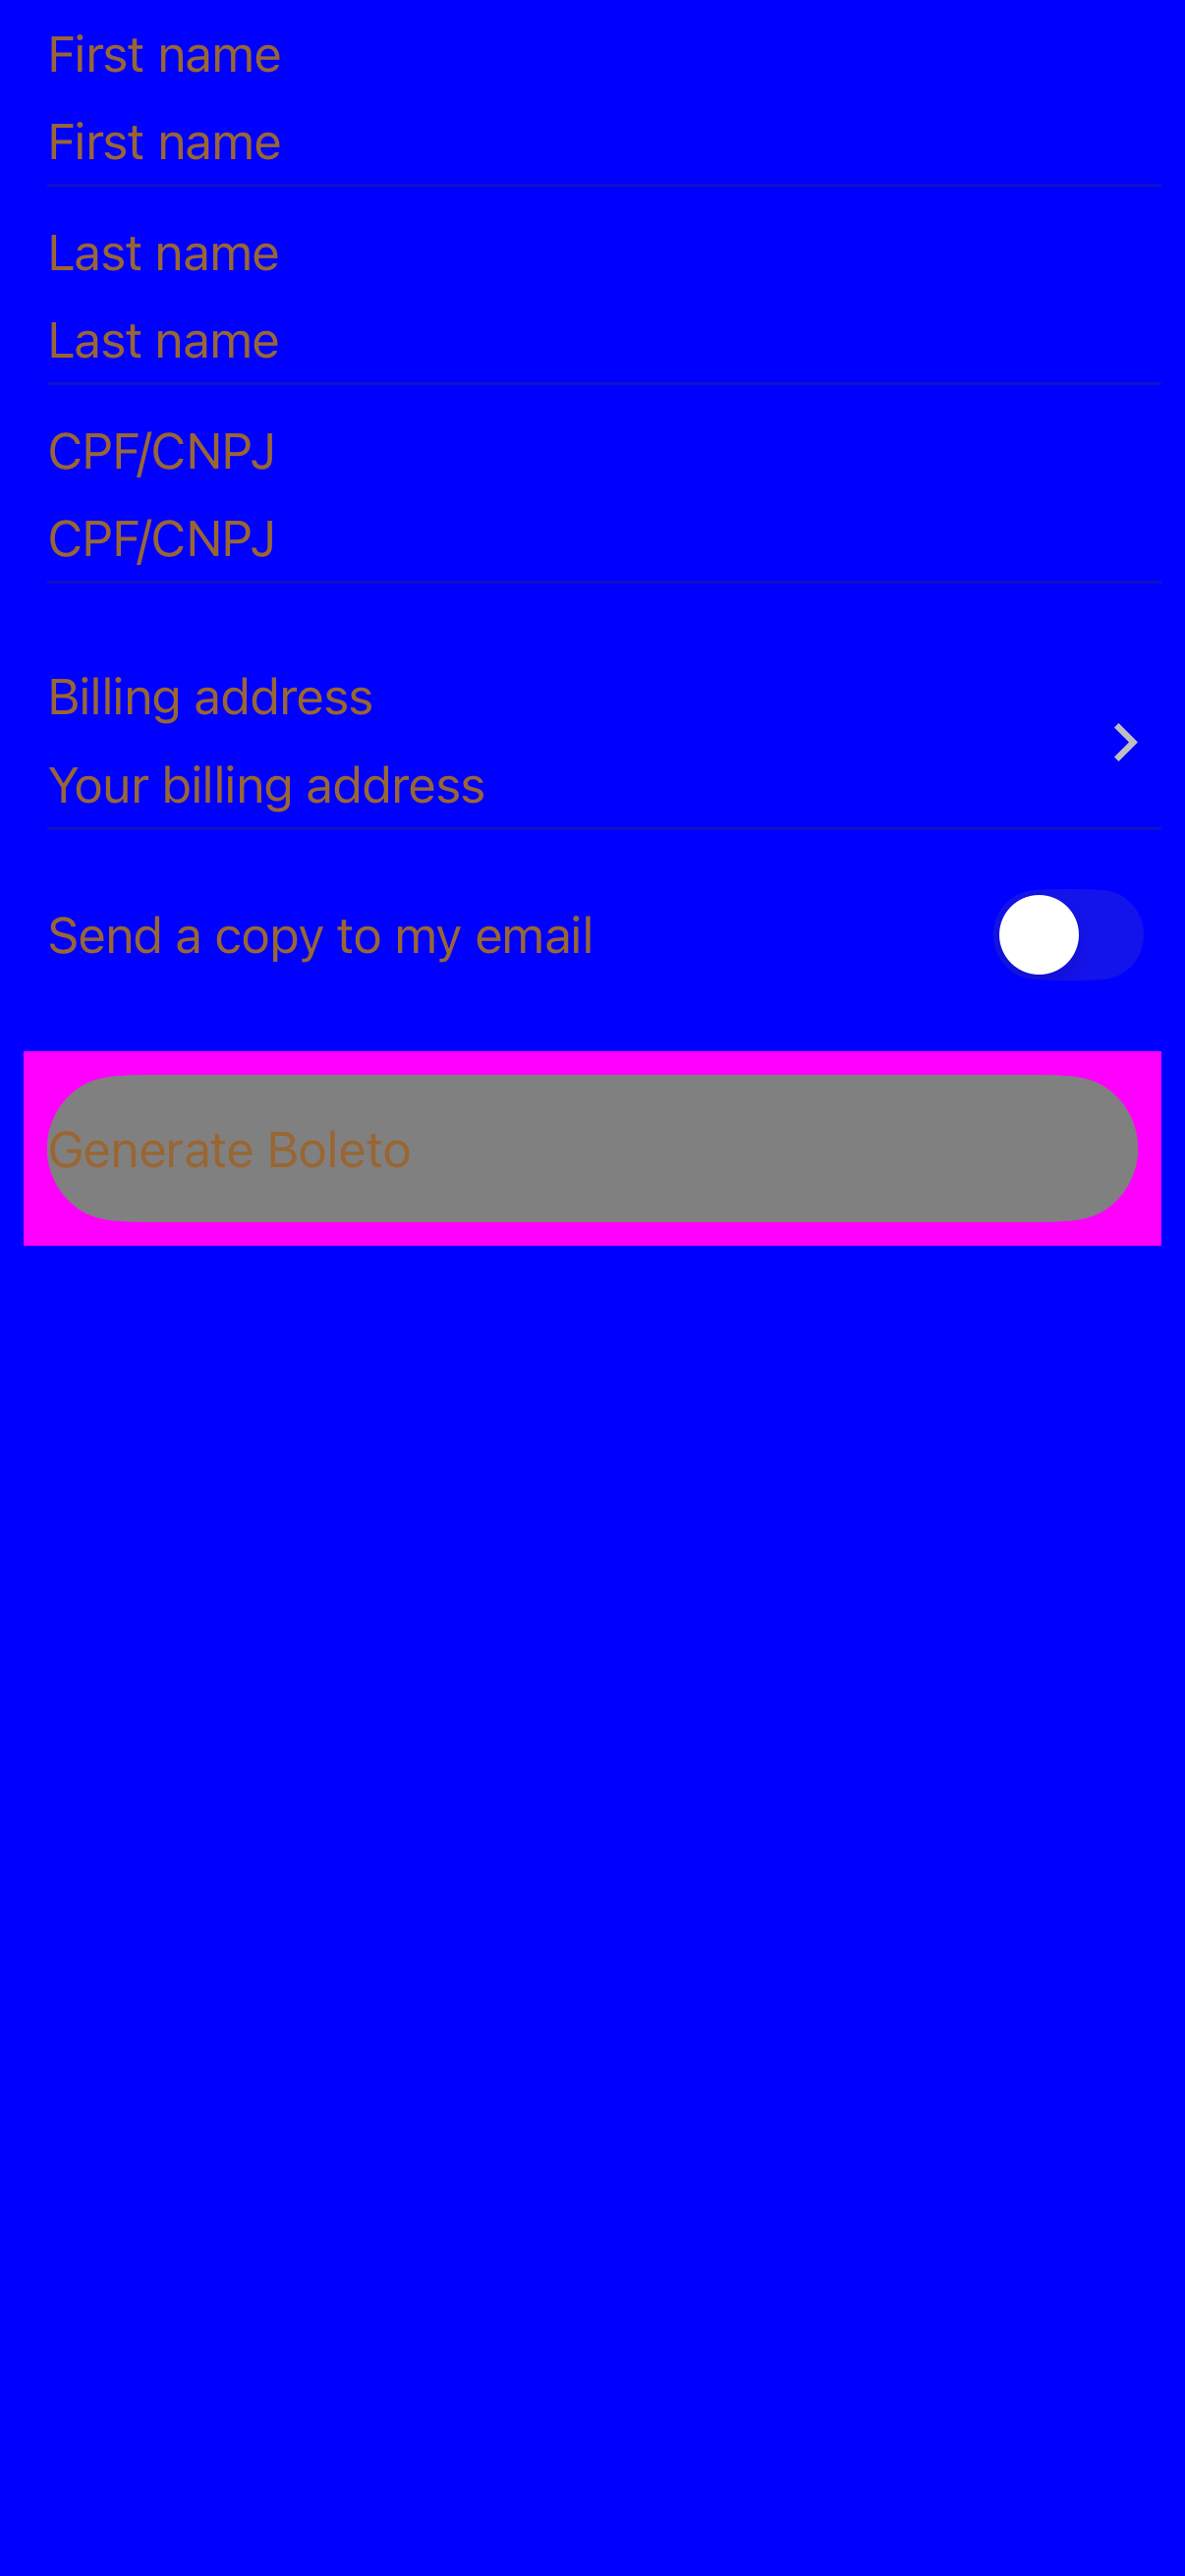 First name
First name
Last name
Last name
CPF/CNPJ
CPF/CNPJ
Billing address
Your billing address
Send a copy to my email
Generate Boleto